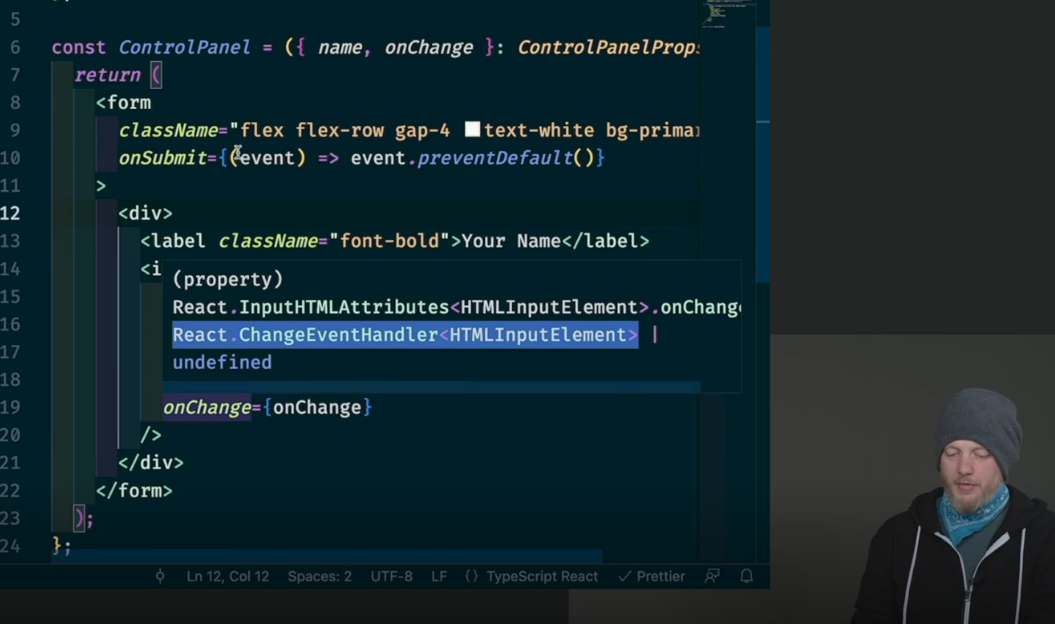 5
6 const ControlPanel = ({ name, onChange }: ControlPanelProps
7 return (
8 <form
9 className="flex flex-row gap-4 text-white bg-primar
10 onSubmit={(event) => event.preventDefault()}
11 >
12 <div>
13 <label className="font-bold">Your Name</label>
14 <i
(property)
15 React.InputHTMLAttributes<HTMLInputElement>.onChange
16 React.ChangeEventHandler<HTMLInputElement> |
17 undefined
18
19 onChange={onChange}
20 />
21 </div>
22 </form>
23 );
24 };
Ln 12, Col 12 Spaces: 2 UTF-8 LF {} TypeScript React ✓ Prettier